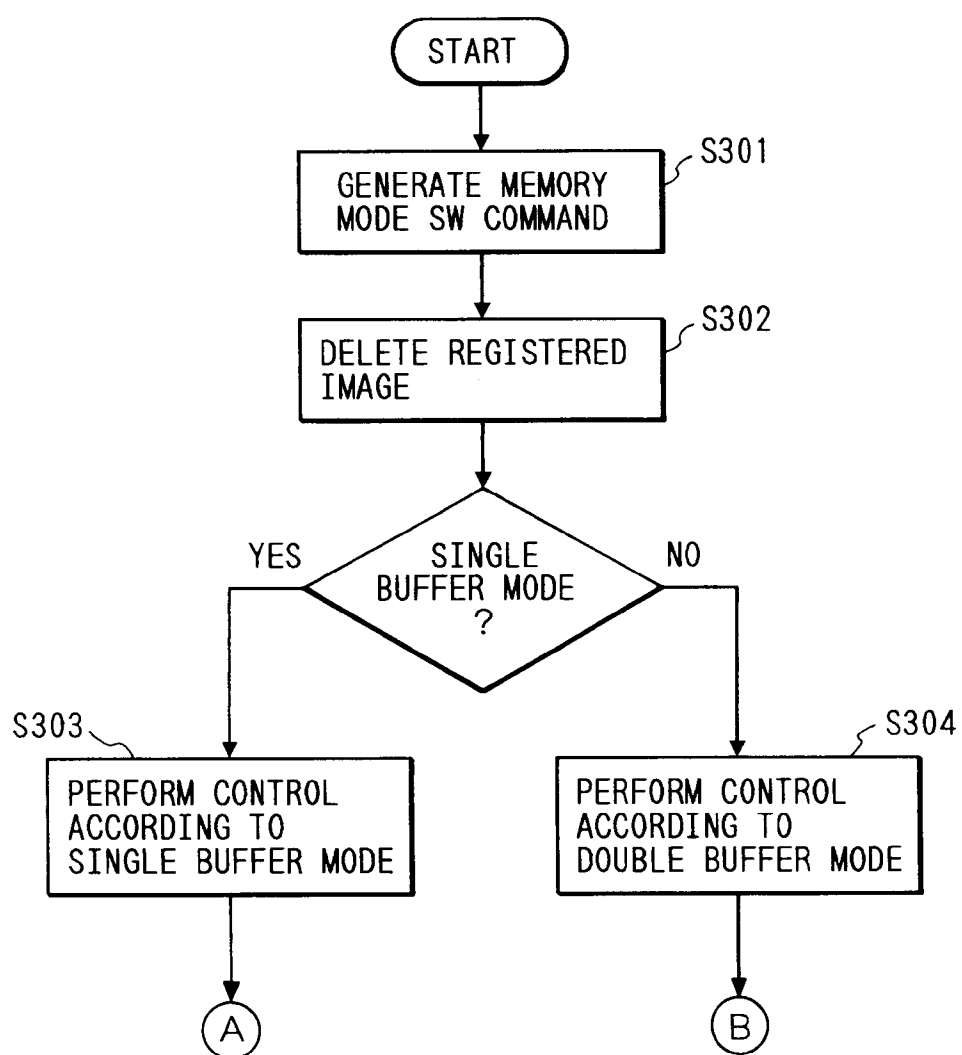 START
S301
GENERATE MEMORY
MODE SW COMMAND
S302
DELETE REGISTERED
IMAGE
YES
SINGLE
BUFFER MODE
?
NO
S303
PERFORM CONTROL
ACCORDING TO
SINGLE BUFFER MODE
S304
PERFORM CONTROL
ACCORDING TO
DOUBLE BUFFER MODE
A
B